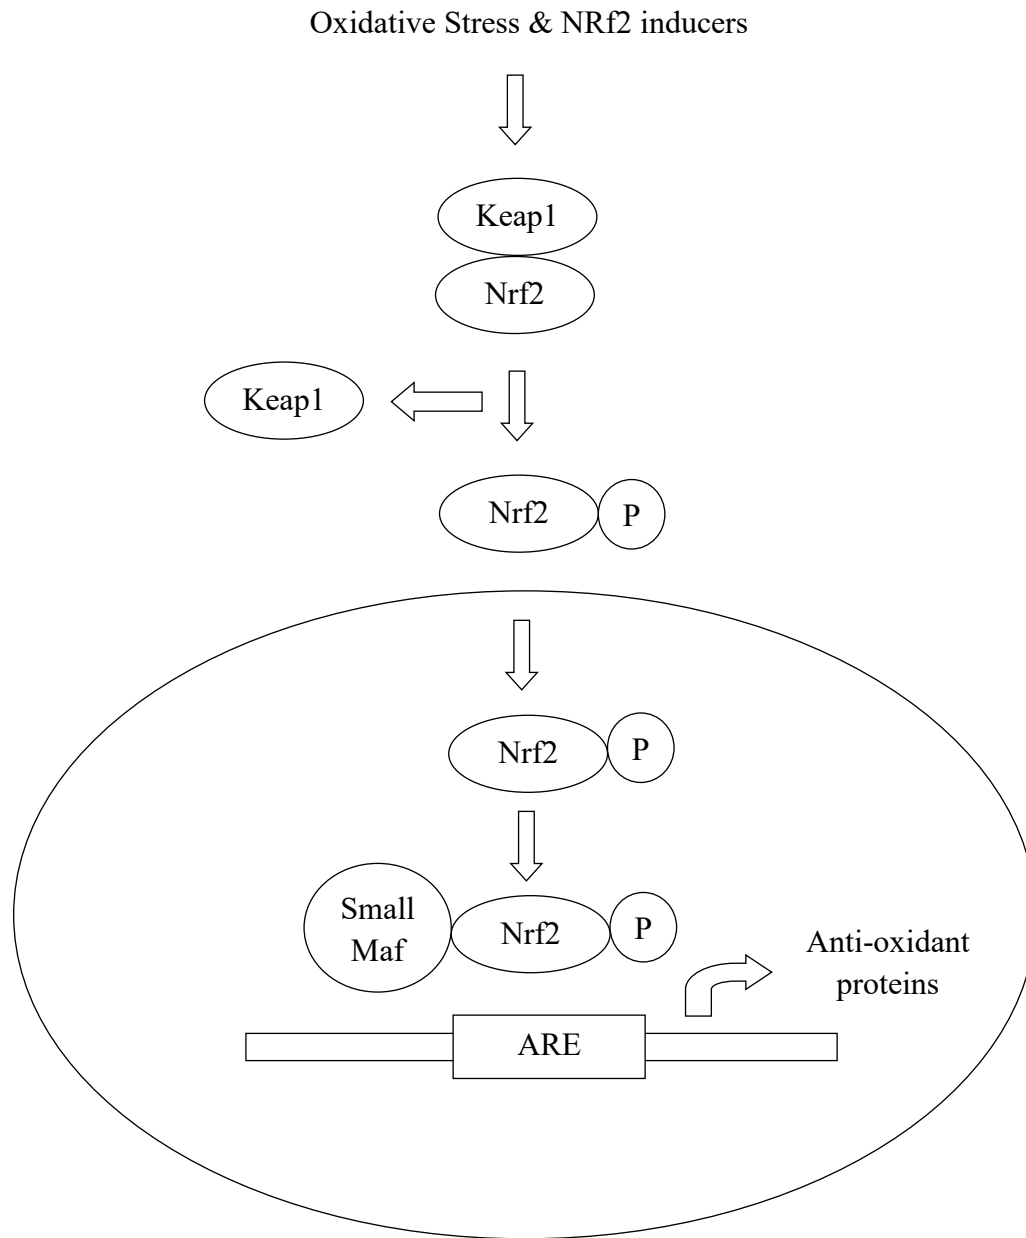 Oxidative Stress & NRf2 inducers
Keap1
Nrf2
Keap1
Nrf2
P
Nrf2
P
Small
Maf
Nrf2
P
Anti-oxidant
proteins
ARE